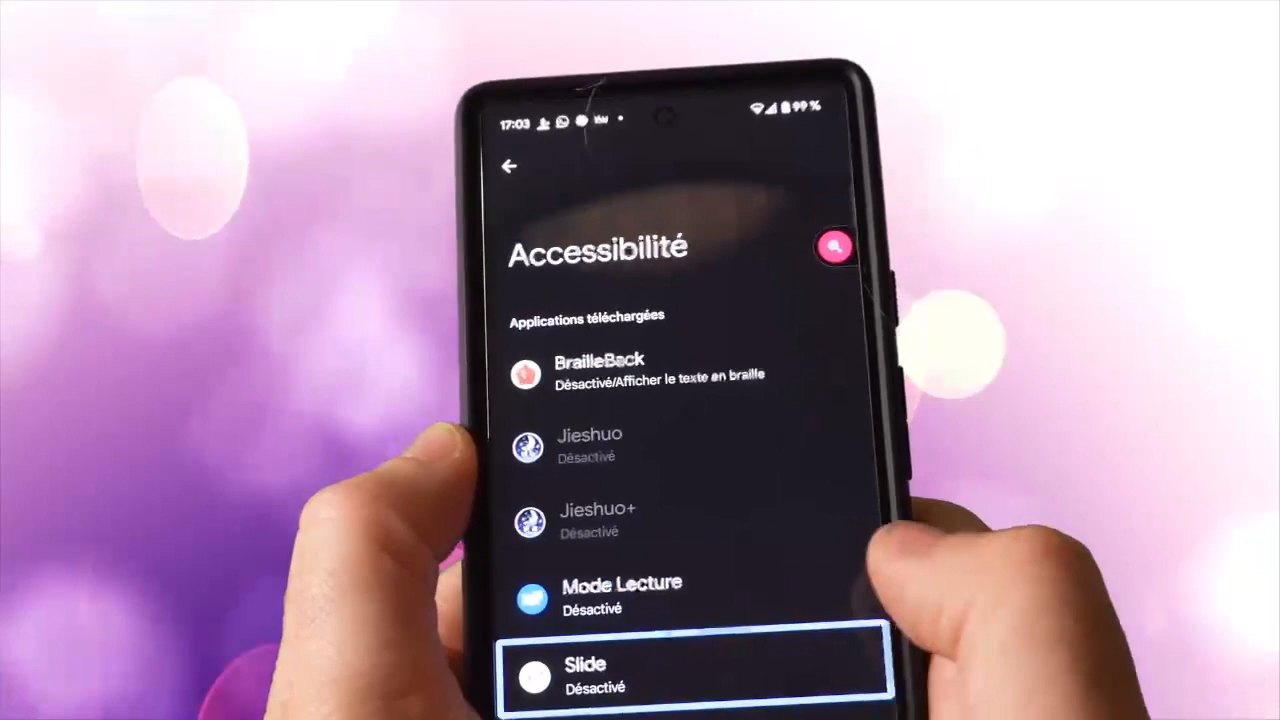 17:03 99%
Accessibilité
Applications téléchargées
BrailleBack
Désactivé/Afficher le texte en braille
Jieshuo
Désactivé
Jieshuo+
Désactivé
Mode Lecture
Désactivé
Slide
Désactivé